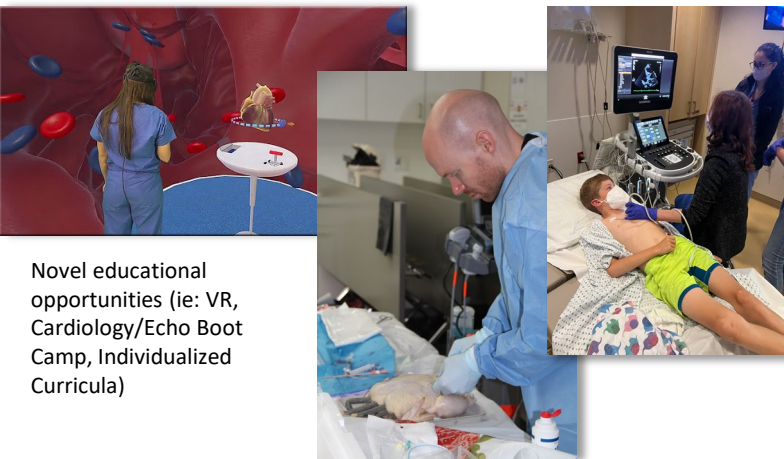 Novel educational
opportunities (ie: VR,
Cardiology/Echo Boot
Camp, Individualized
Curricula)